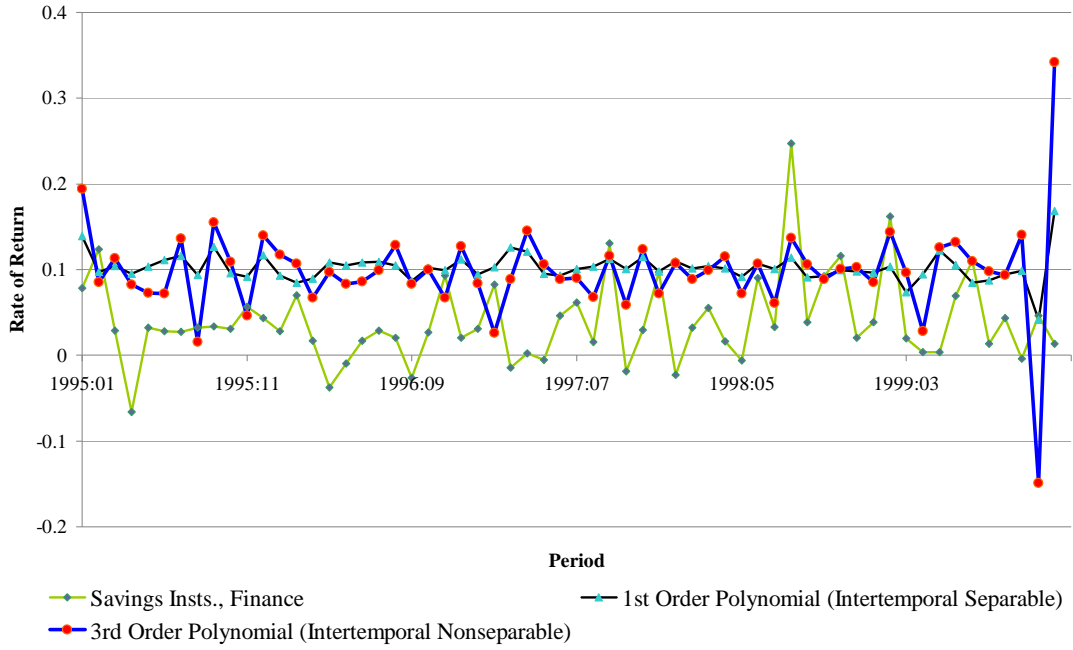 0.4
0.3
0.2
0.1
0
-0.1
-0.2
Rate of Return
1995:01 1995:11 1996:09 1997:07 1998:05 1999:03
Period
Savings Insts., Finance
1st Order Polynomial (Intertemporal Separable)
3rd Order Polynomial (Intertemporal Nonseparable)